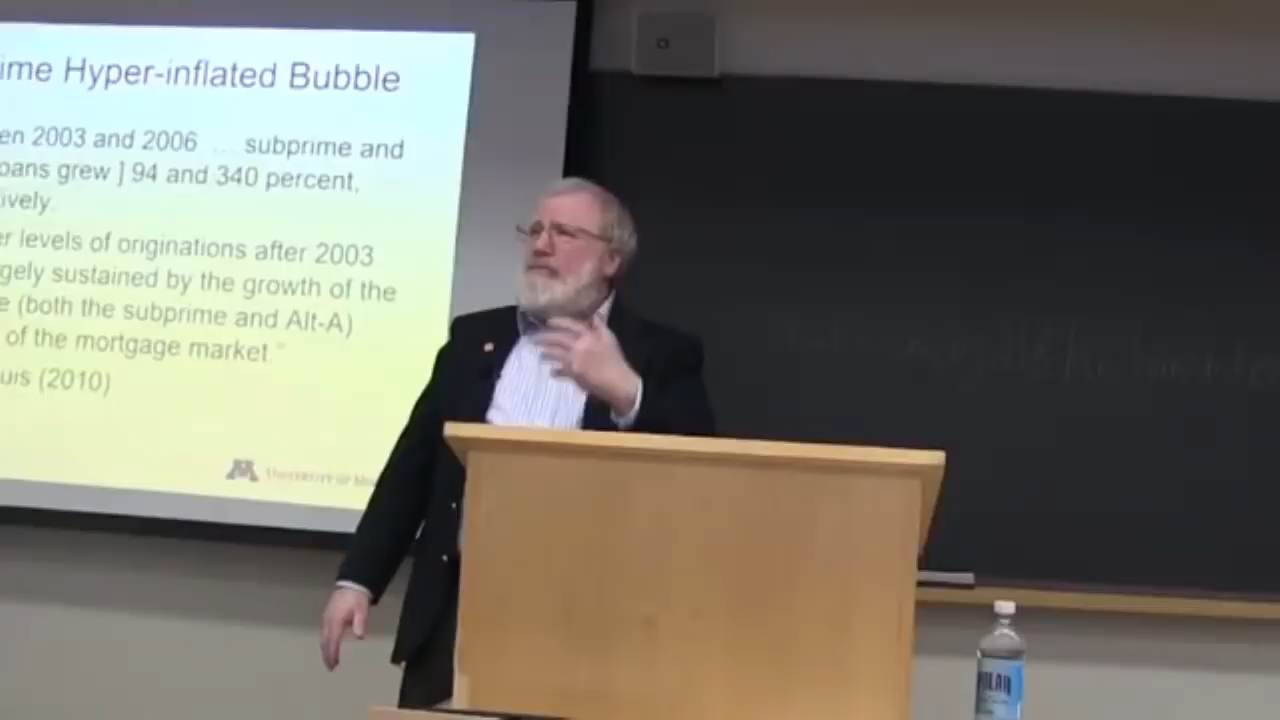 ime Hyper-inflated Bubble
en 2003 and 2006 ... subprime and
oans grew ] 94 and 340 percent,
ively.
r levels of originations after 2003
gely sustained by the growth of the
e (both the subprime and Alt-A)
of the mortgage market."
uis (2010)
M UNIVERSITY OF